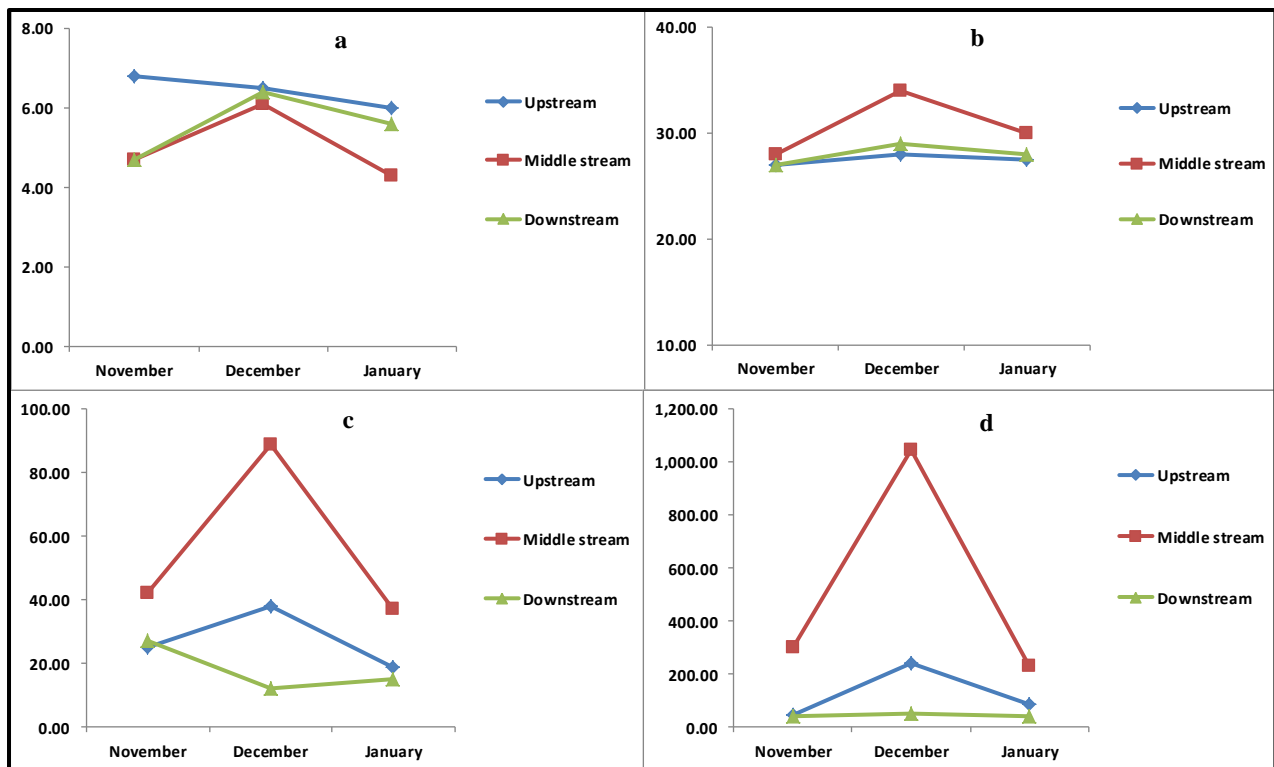 a
8.00
6.00
4.00
2.00
0.00
November December January
Upstream
Middle stream
Downstream
b
40.00
30.00
20.00
10.00
November December January
Upstream
Middle stream
Downstream
c
100.00
80.00
60.00
40.00
20.00
0.00
November December January
Upstream
Middle stream
Downstream
d
1,200.00
1,000.00
800.00
600.00
400.00
200.00
0.00
November December January
Upstream
Middle stream
Downstream